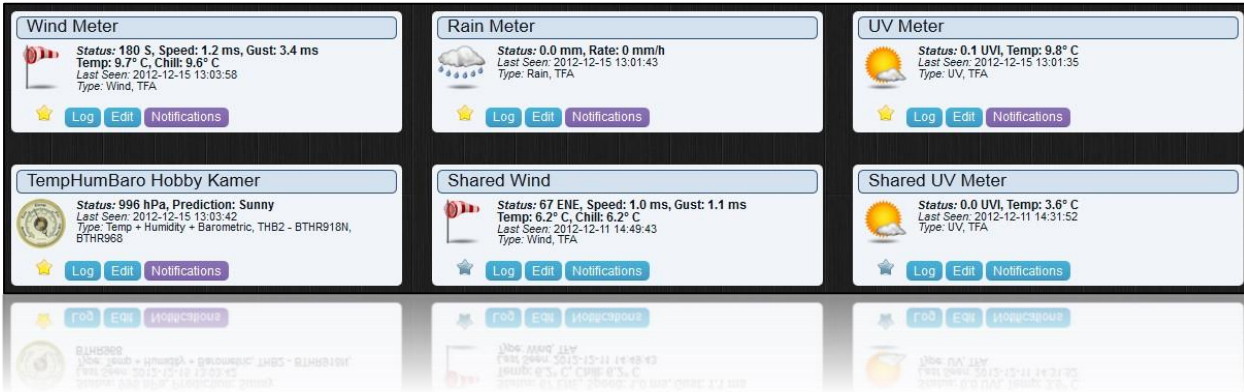 Wind Meter
Status: 180 S, Speed: 1.2 ms, Gust: 3.4 ms
Temp: 9.7° C, Chill: 9.6° C
Last Seen: 2012-12-15 13:03:58
Type: Wind, TFA
Log Edit Notifications
Rain Meter
Status: 0.0 mm, Rate: 0 mm/h
Last Seen: 2012-12-15 13:01:43
Type: Rain, TFA
Log Edit Notifications
UV Meter
Status: 0.1 UVI, Temp: 9.8° C
Last Seen: 2012-12-15 13:01:35
Type: UV, TFA
Log Edit Notifications
TempHumBaro Hobby Kamer
Status: 996 hPa, Prediction: Sunny
Last Seen: 2012-12-15 13:03:42
Type: Temp + Humidity + Barometric, THB2 - BTHR918N,
BTHR968
Log Edit Notifications
Shared Wind
Status: 67 ENE, Speed: 1.0 ms, Gust: 1.1 ms
Temp: 6.2° C, Chill: 6.2° C
Last Seen: 2012-12-11 14:49:43
Type: Wind, TFA
Log Edit Notifications
Shared UV Meter
Status: 0.0 UVI, Temp: 3.6° C
Last Seen: 2012-12-11 14:31:52
Type: UV, TFA
Log Edit Notifications